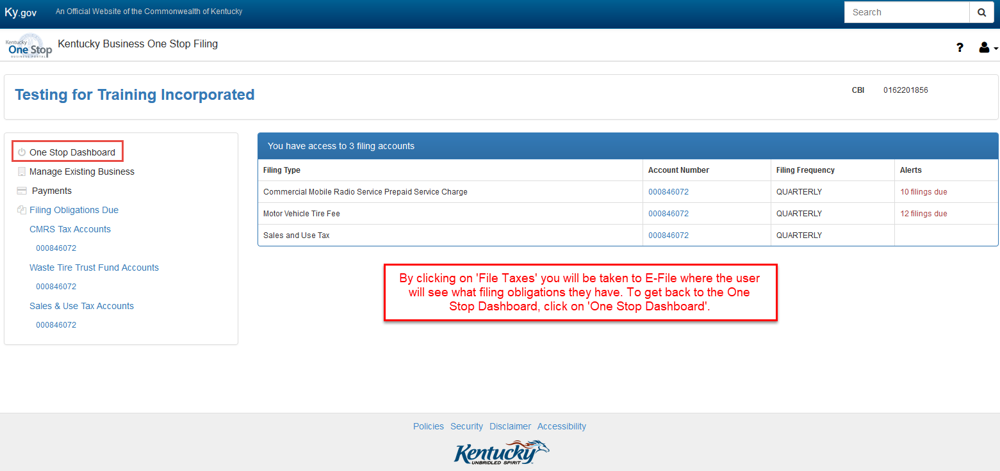 Ky.gov An Official Website of the Commonwealth of Kentucky Search
Kentucky
One Stop
BUSINESS PORTAL
Kentucky Business One Stop Filing ?
Testing for Training Incorporated CBI 0162201856
One Stop Dashboard
Manage Existing Business
Payments
Filing Obligations Due
CMRS Tax Accounts
000846072
Waste Tire Trust Fund Accounts
000846072
Sales & Use Tax Accounts
000846072
You have access to 3 filing accounts
Filing Type Account Number Filing Frequency Alerts
Commercial Mobile Radio Service Prepaid Service Charge 000846072 QUARTERLY 10 filings due
Motor Vehicle Tire Fee 000846072 QUARTERLY 12 filings due
Sales and Use Tax 000846072 QUARTERLY
By clicking on 'File Taxes' you will be taken to E-File where the user
will see what filing obligations they have. To get back to the One
Stop Dashboard, click on 'One Stop Dashboard'.
Policies Security Disclaimer Accessibility
Kentucky
UNBRIDLED SPIRIT